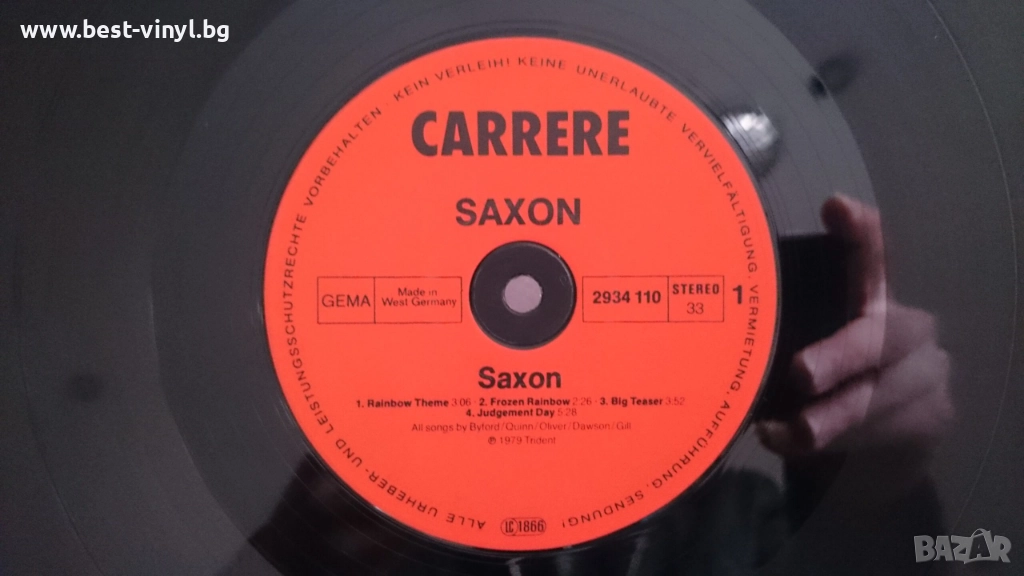 www.best-vinyl.bg
ALLE URHEBER- UND LEISTUNGSSCHUTZRECHTE VORBEHALTEN · KEIN VERLEIH! KEINE UNERLAUBTE VERVIELFÄLTIGUNG, VERMIETUNG, AUFFÜHRUNG, SENDUNG!
CARRERE
SAXON
GEMA
Made in
West Germany
2934 110
STEREO
33
1
Saxon
1. Rainbow Theme 3:06 · 2. Frozen Rainbow 2:26 · 3. Big Teaser 3:52
4. Judgement Day 5:28
All songs by Byford/Quinn/Oliver/Dawson/Gill
℗ 1979 Trident
LC 1866
BAZAR